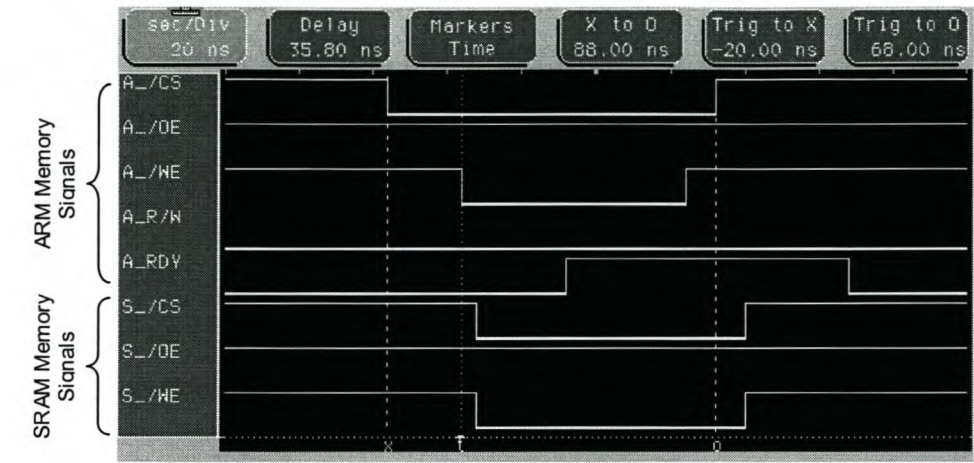 sec/Div
20 ns
Delay
35.80 ns
Markers
Time
X to O
88.00 ns
Trig to X
-20.00 ns
Trig to O
68.00 ns
ARM Memory
Signals
A_/CS
A_/OE
A_/WE
A_R/W
A_RDY
SRAM Memory
Signals
S_/CS
S_/OE
S_/WE
X
t
O